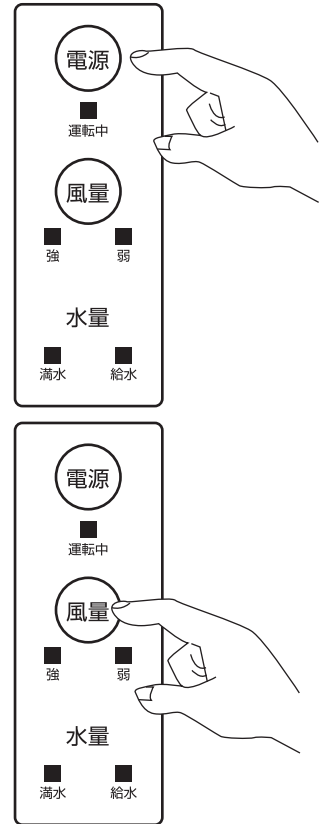 電源
運転中
風量
強 弱
水量
満水 給水
電源
運転中
風量
強 弱
水量
満水 給水